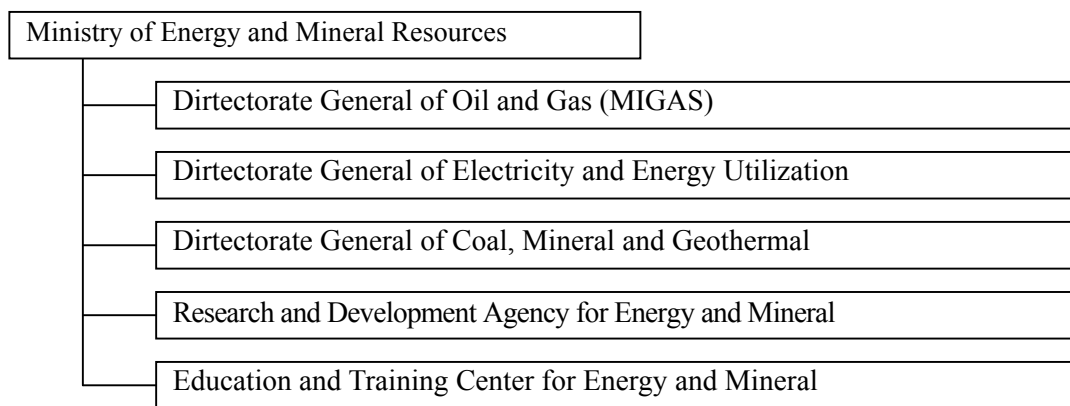 Ministry of Energy and Mineral Resources
Dirtectorate General of Oil and Gas (MIGAS)
Dirtectorate General of Electricity and Energy Utilization
Dirtectorate General of Coal, Mineral and Geothermal
Research and Development Agency for Energy and Mineral
Education and Training Center for Energy and Mineral